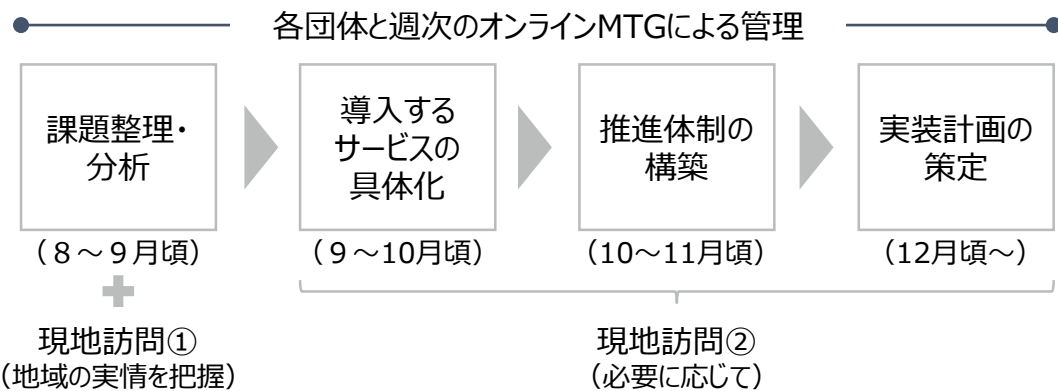 各団体と週次のオンラインMTGによる管理
課題整理・
分析
導入する
サービスの
具体化
推進体制の
構築
実装計画の
策定
（８～９月頃）
（９～10月頃）
（10～11月頃）
（12月頃～）
現地訪問①
（地域の実情を把握）
現地訪問②
（必要に応じて）